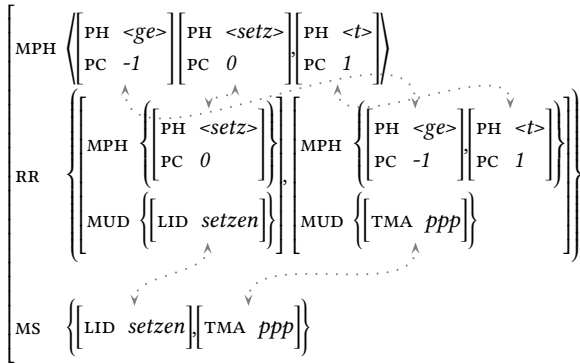 PH <ge> PH <setz> PH <t>
MPH , 
PC -1 PC 0 PC 1
PH <setz> PH <ge> PH <t>
MPH MPH ,
PC 0 PC -1 PC 1
RR ,
MUD LID setzen MUD TMA ppp
MS LID setzen , TMA ppp